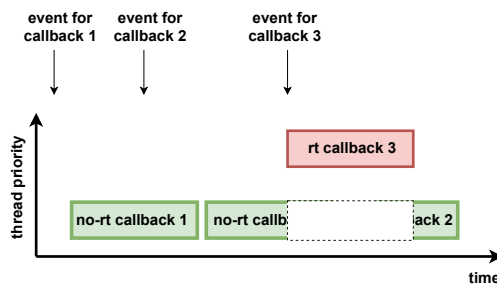 event for
callback 1
event for
callback 2
event for
callback 3
thread priority
rt callback 3
no-rt callback 1
no-rt callb
ack 2
time